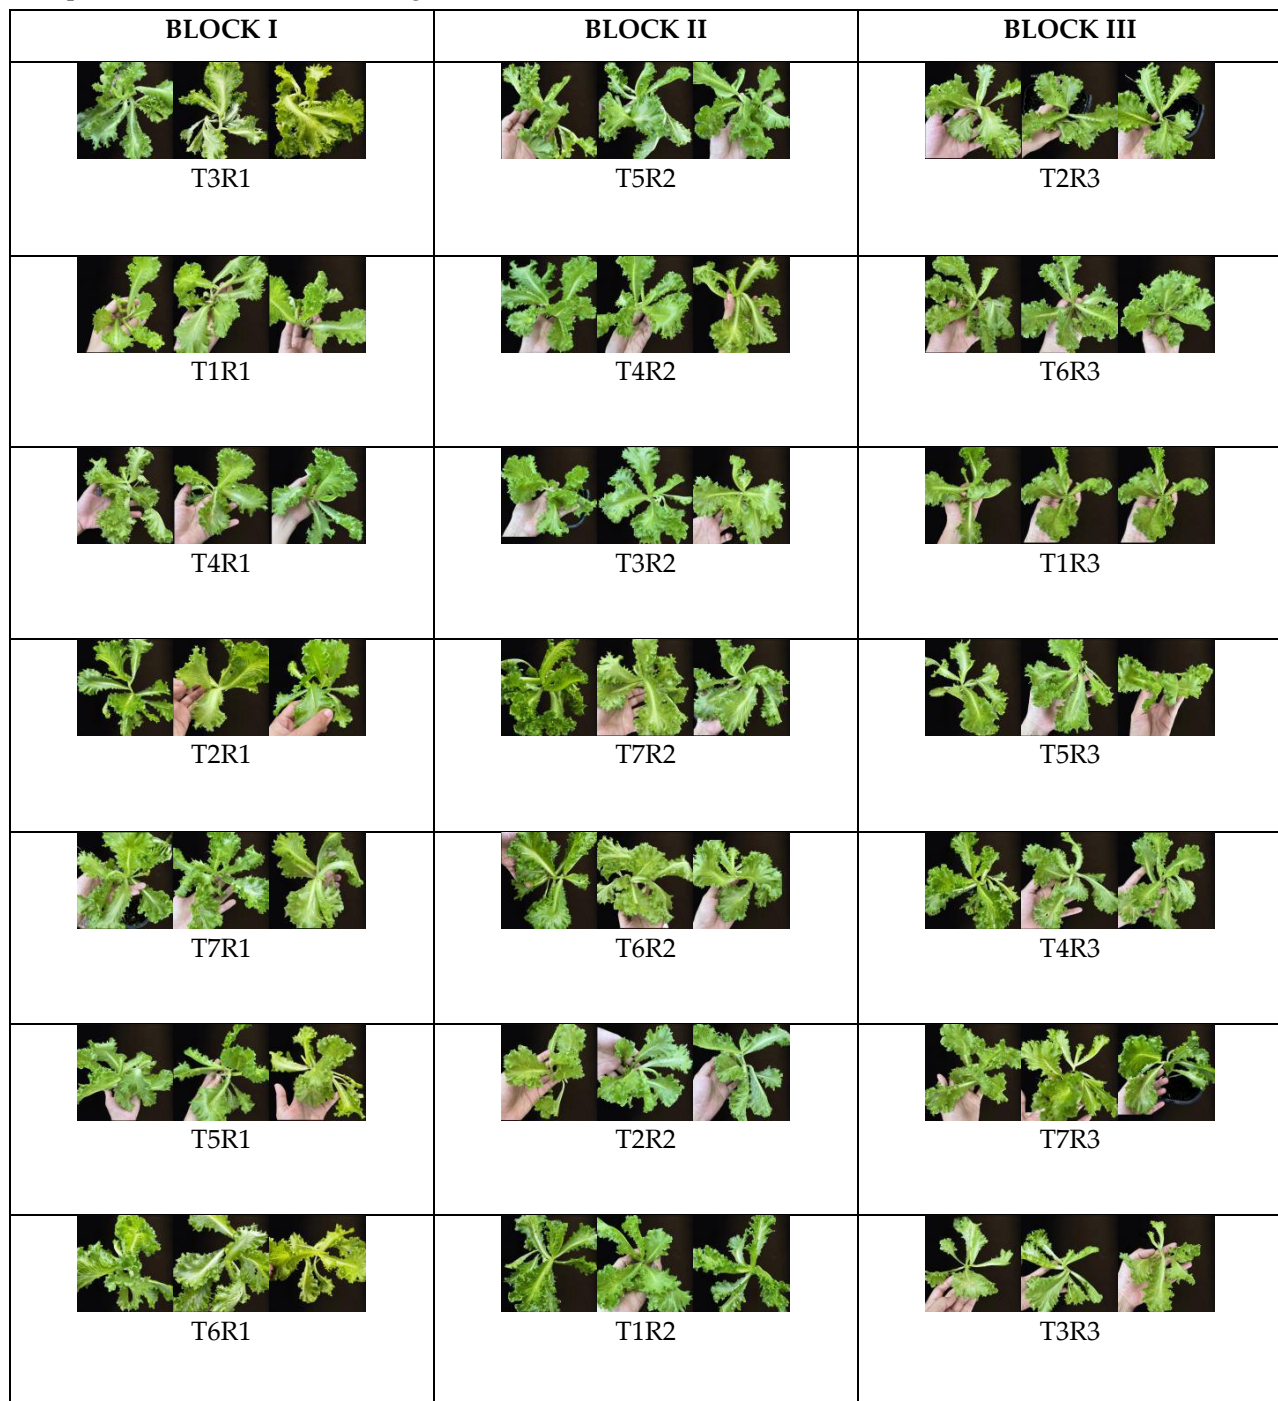 BLOCK I BLOCK II BLOCK III
T3R1 T5R2 T2R3
T1R1 T4R2 T6R3
T4R1 T3R2 T1R3
T2R1 T7R2 T5R3
T7R1 T6R2 T4R3
T5R1 T2R2 T7R3
T6R1 T1R2 T3R3